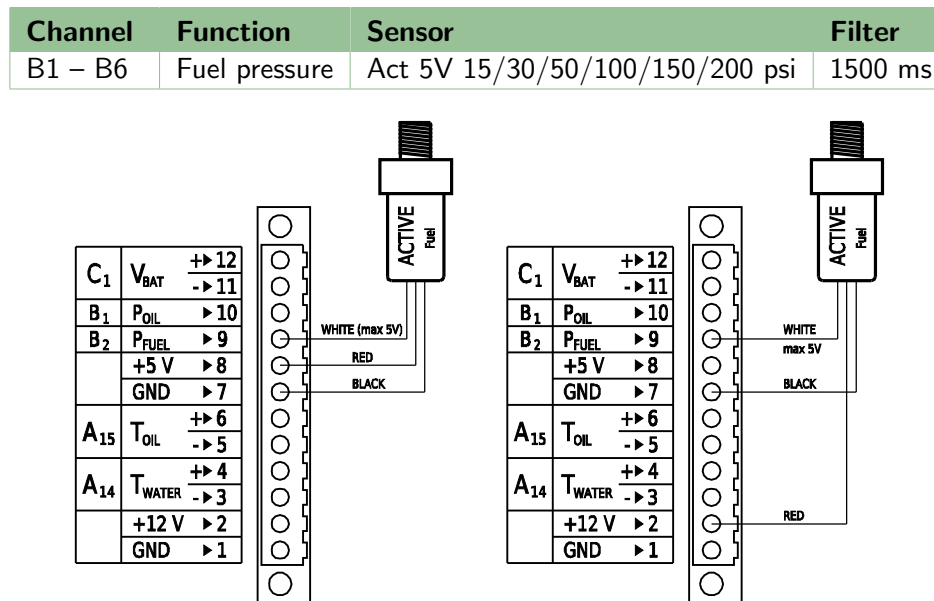 Channel Function Sensor Filter
B1 – B6 Fuel pressure Act 5V 15/30/50/100/150/200 psi 1500 ms
ACTIVE
Fuel
C1 VBAT +▶12
-▶11
B1 POIL ▶10
B2 PFUEL ▶9
+5 V ▶8
GND ▶7
A15 TOIL +▶6
-▶5
A14 TWATER +▶4
-▶3
+12 V ▶2
GND ▶1
WHITE (max 5V)
RED
BLACK
ACTIVE
Fuel
C1 VBAT +▶12
-▶11
B1 POIL ▶10
B2 PFUEL ▶9
+5 V ▶8
GND ▶7
A15 TOIL +▶6
-▶5
A14 TWATER +▶4
-▶3
+12 V ▶2
GND ▶1
WHITE
max 5V
BLACK
RED